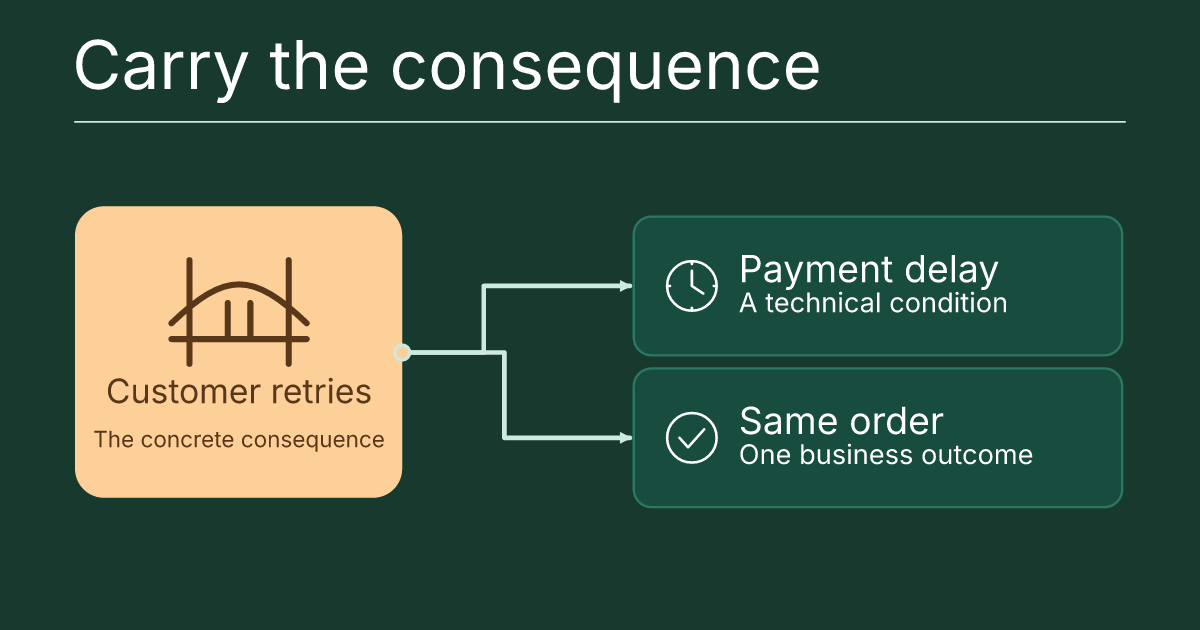 Carry the consequence
Customer retries
The concrete consequence
Payment delay
A technical condition
Same order
One business outcome